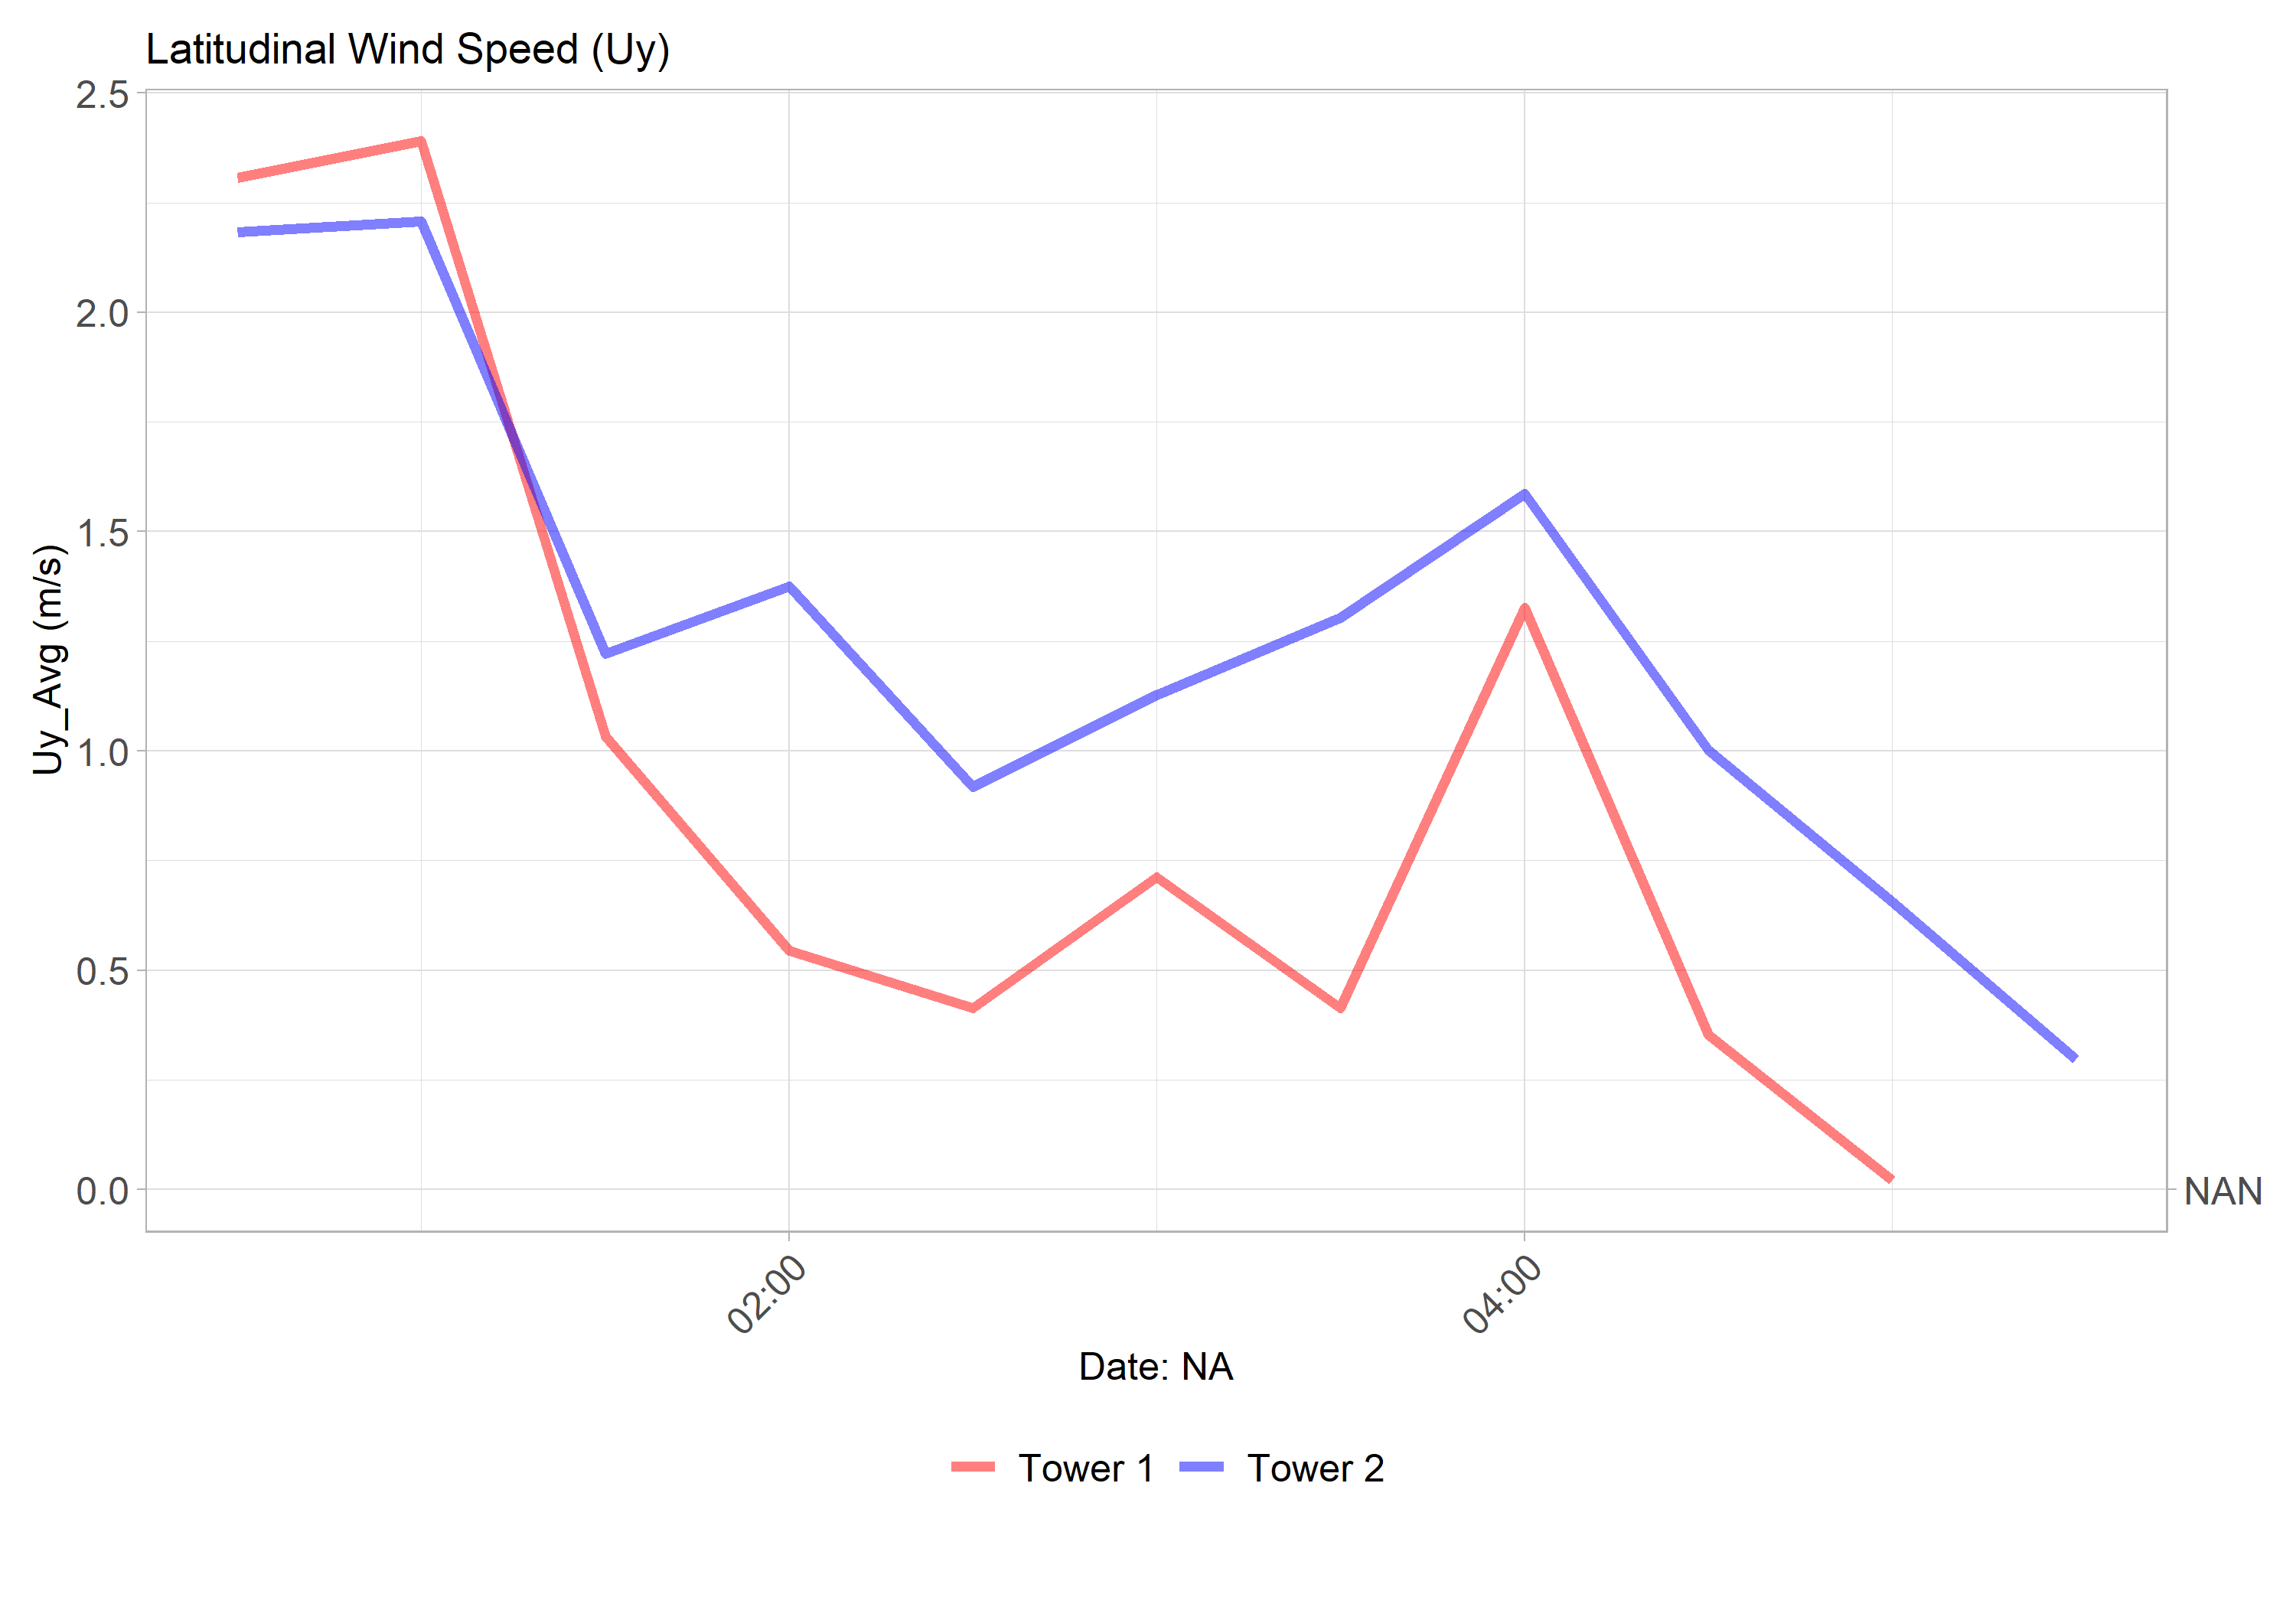 Latitudinal Wind Speed (Uy)
Uy_Avg (m/s)
2.5
2.0
1.5
1.0
0.5
0.0
NAN
02:00
04:00
Date: NA
Tower 1
Tower 2